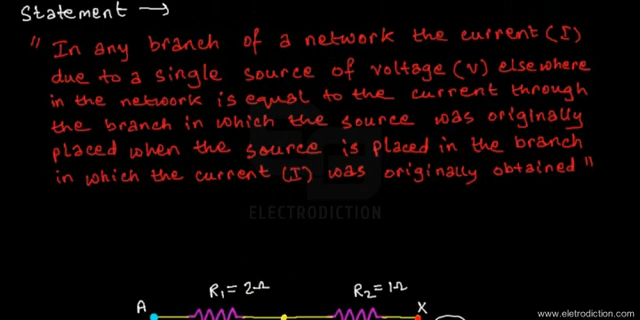 Statement →
" In any branch of a network the current (I)
due to a single source of voltage (V) elsewhere
in the network is equal to the current through
the branch in which the source was originally
placed when the source is placed in the branch
in which the current (I) was originally obtained "
ELECTRODICTION
R₁ = 2Ω R₂ = 1Ω
A X
www.eletrodiction.com